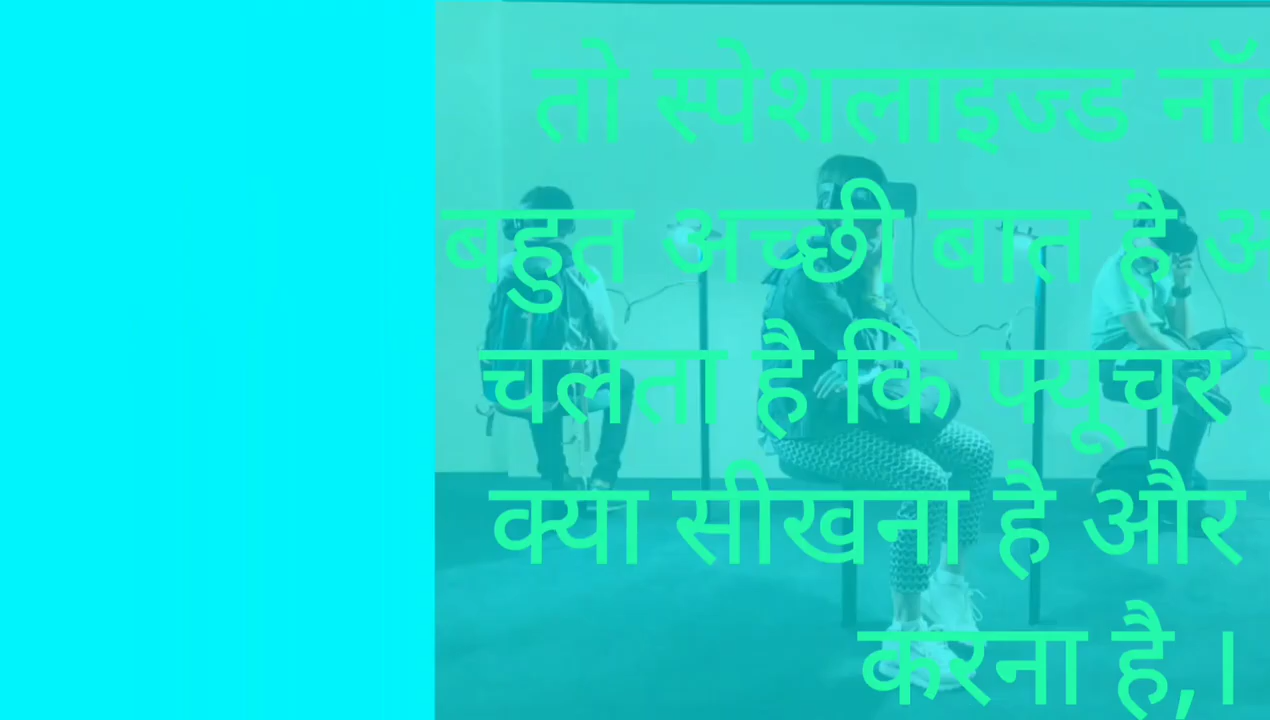 तो स्पेशलाइज्ड
बहुत अच्छी बात है
चलता है कि फ्यूचर
क्या सीखना है और
करना है,।